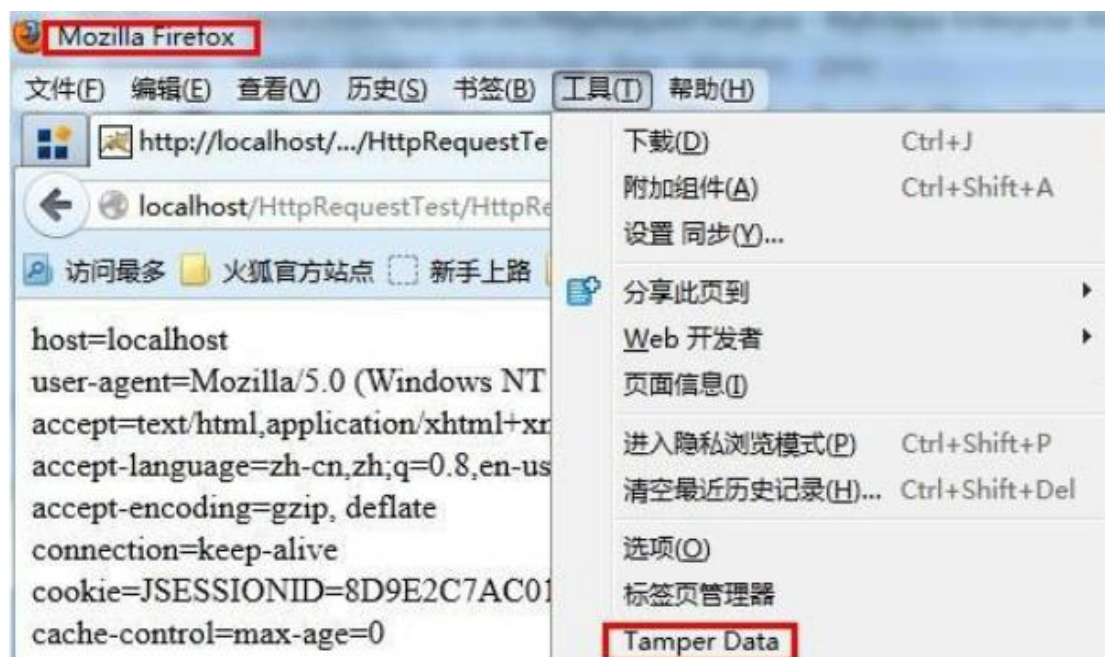 Mozilla Firefox
文件(F) 编辑(E) 查看(V) 历史(S) 书签(B) 工具(T) 帮助(H)
http://localhost/.../HttpRequestTe
localhost/HttpRequestTest/HttpRe
访问最多 火狐官方站点 新手上路
host=localhost
user-agent=Mozilla/5.0 (Windows NT
accept=text/html,application/xhtml+xr
accept-language=zh-cn,zh;q=0.8,en-us
accept-encoding=gzip, deflate
connection=keep-alive
cookie=JSESSIONID=8D9E2C7AC01
cache-control=max-age=0
下载(D) Ctrl+J
附加组件(A) Ctrl+Shift+A
设置 同步(Y)...
分享此页到
Web 开发者
页面信息(I)
进入隐私浏览模式(P) Ctrl+Shift+P
清空最近历史记录(H)... Ctrl+Shift+Del
选项(O)
标签页管理器
Tamper Data